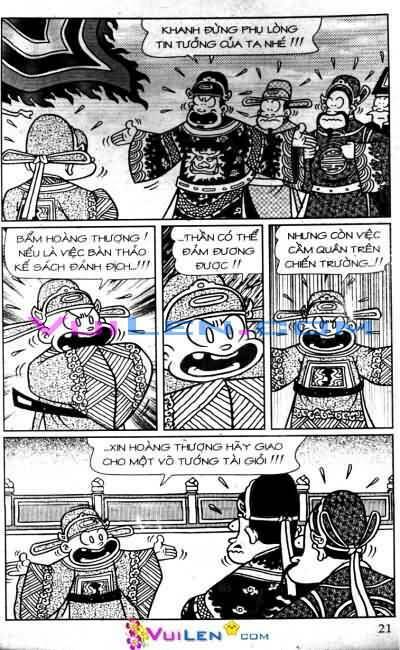 KHANH ĐỪNG PHỤ LÒNG
TIN TƯỞNG CỦA TA NHÉ !!!
BẨM HOÀNG THƯỢNG !
NẾU LÀ VIỆC BÀN THẢO
KẾ SÁCH ĐÁNH ĐỊCH...!!!
...THẦN CÓ THỂ
ĐẢM ĐƯƠNG
ĐƯỢC !!
NHƯNG CÒN VIỆC
CẦM QUÂN TRÊN
CHIẾN TRƯỜNG...!!
VUILEN.COM
...XIN HOÀNG THƯỢNG HÃY GIAO
CHO MỘT VÕ TƯỚNG TÀI GIỎI !!!
21
VUILEN.COM